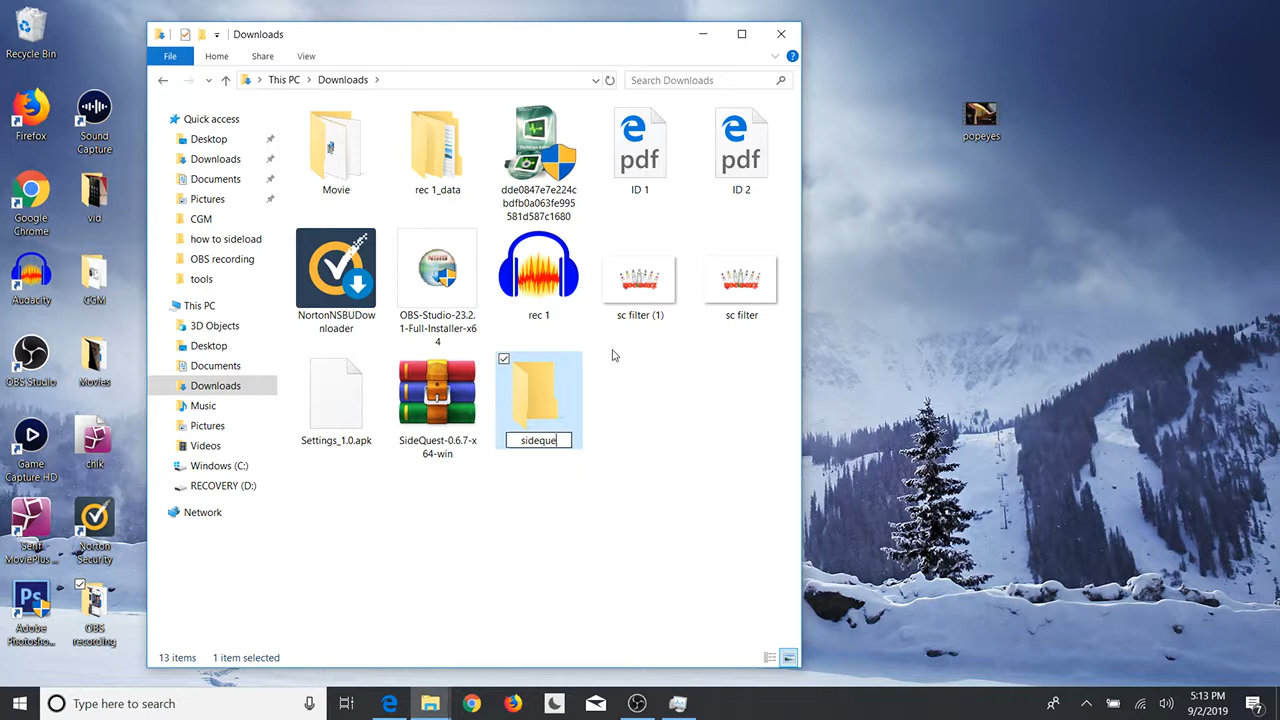 Recycle Bin
Firefox
Sound
Capture
Google
Chrome
vid
Audacity
CGM
OBS Studio
Movies
Game
Capture HD
chik
Serif
MoviePlus ...
Norton
Security
Ps
Adobe
Photosho...
OBS
recording
popeyes
Downloads
File
Home
Share
View
This PC
Downloads
Search Downloads
Quick access
Desktop
Downloads
Documents
Pictures
CGM
how to sideload
OBS recording
tools
This PC
3D Objects
Desktop
Documents
Downloads
Music
Pictures
Videos
Windows (C:)
RECOVERY (D:)
Network
Movie
rec 1_data
dde0847e7e224c
bdfb0a063fe995
581d587c1680
pdf
ID 1
pdf
ID 2
NortonNSBUDow
nloader
OBS-Studio-23.2.
1-Full-Installer-x6
4
rec 1
sc filter (1)
sc filter
Settings_1.0.apk
SideQuest-0.6.7-x
64-win
sideque
13 items
1 item selected
Type here to search
5:13 PM
9/2/2019
7